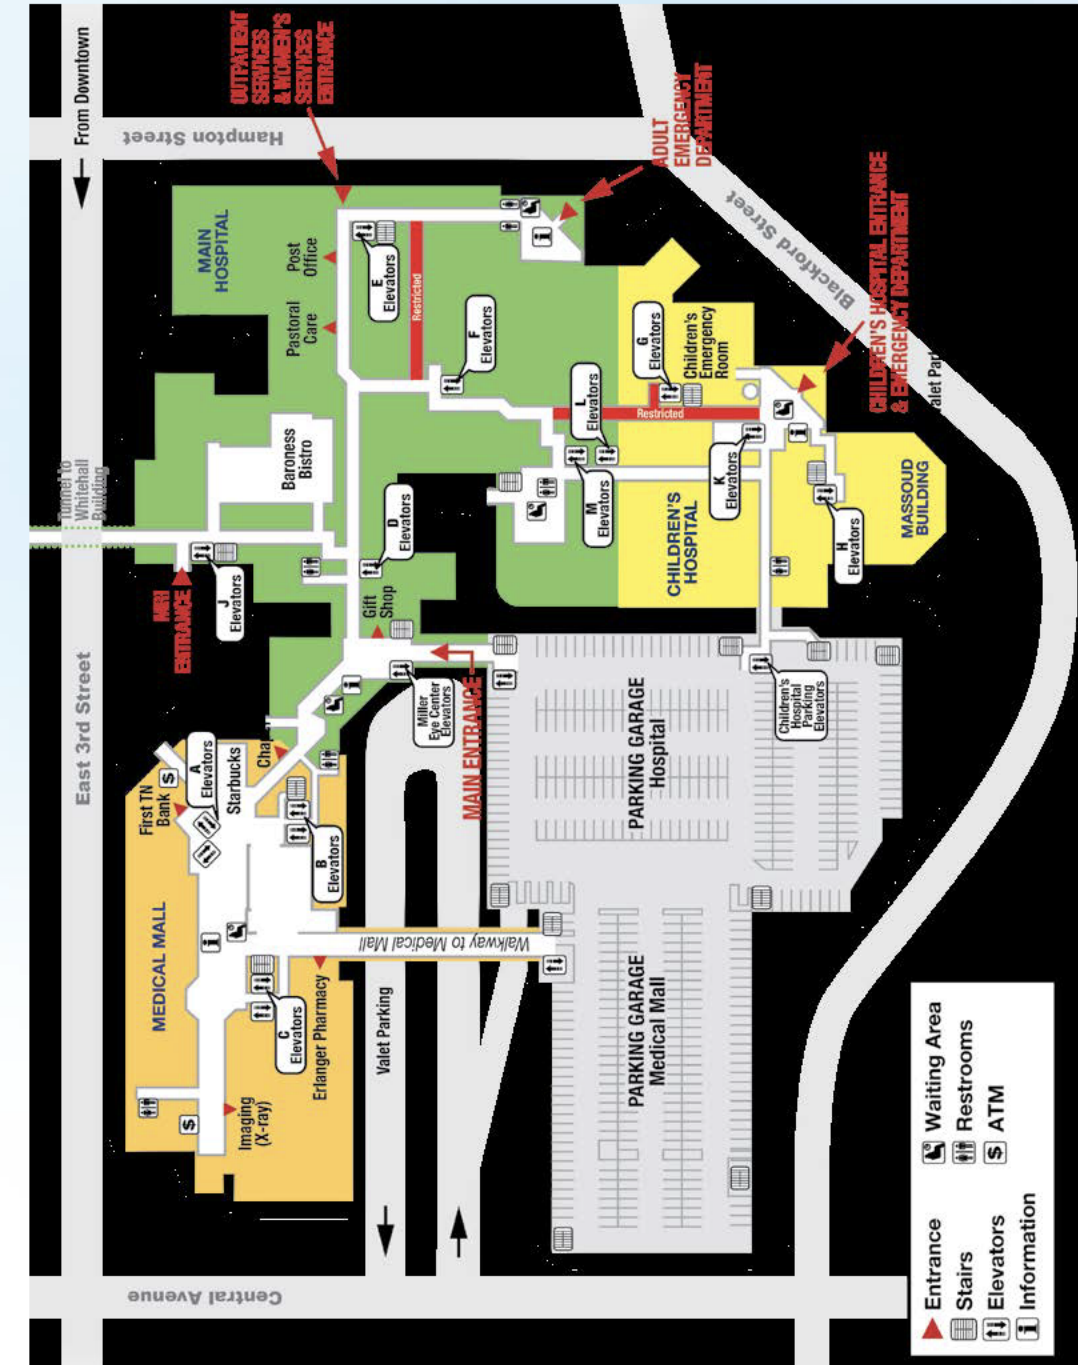 From Downtown
Hampton Street
East 3rd Street
Central Avenue
Blackford Street
OUTPATIENT
SERVICES
& WOMEN'S
SERVICES
ENTRANCE
ADULT
EMERGENCY
DEPARTMENT
CHILDREN'S HOSPITAL ENTRANCE
& EMERGENCY DEPARTMENT
MAIN
HOSPITAL
Post
Office
Pastoral
Care
E
Elevators
Restricted
F
Elevators
G
Elevators
Children's
Emergency
Room
L
Elevators
Restricted
Baroness
Bistro
Tunnel to
Whitehall
Building
MRI
ENTRANCE
J
Elevators
D
Elevators
M
Elevators
K
Elevators
CHILDREN'S
HOSPITAL
H
Elevators
MASSOUD
BUILDING
Gift
Shop
Miller
Eye Center
Elevators
MAIN ENTRANCE
Children's
Hospital
Parking
Elevators
PARKING GARAGE
Hospital
A
Elevators
Starbucks
First TN
Bank
B
Elevators
MEDICAL MALL
Walkway to Medical Mall
C
Elevators
Erlanger Pharmacy
Imaging
(X-ray)
Valet Parking
PARKING GARAGE
Medical Mall
Entrance
Stairs
Elevators
Information
Waiting Area
Restrooms
ATM